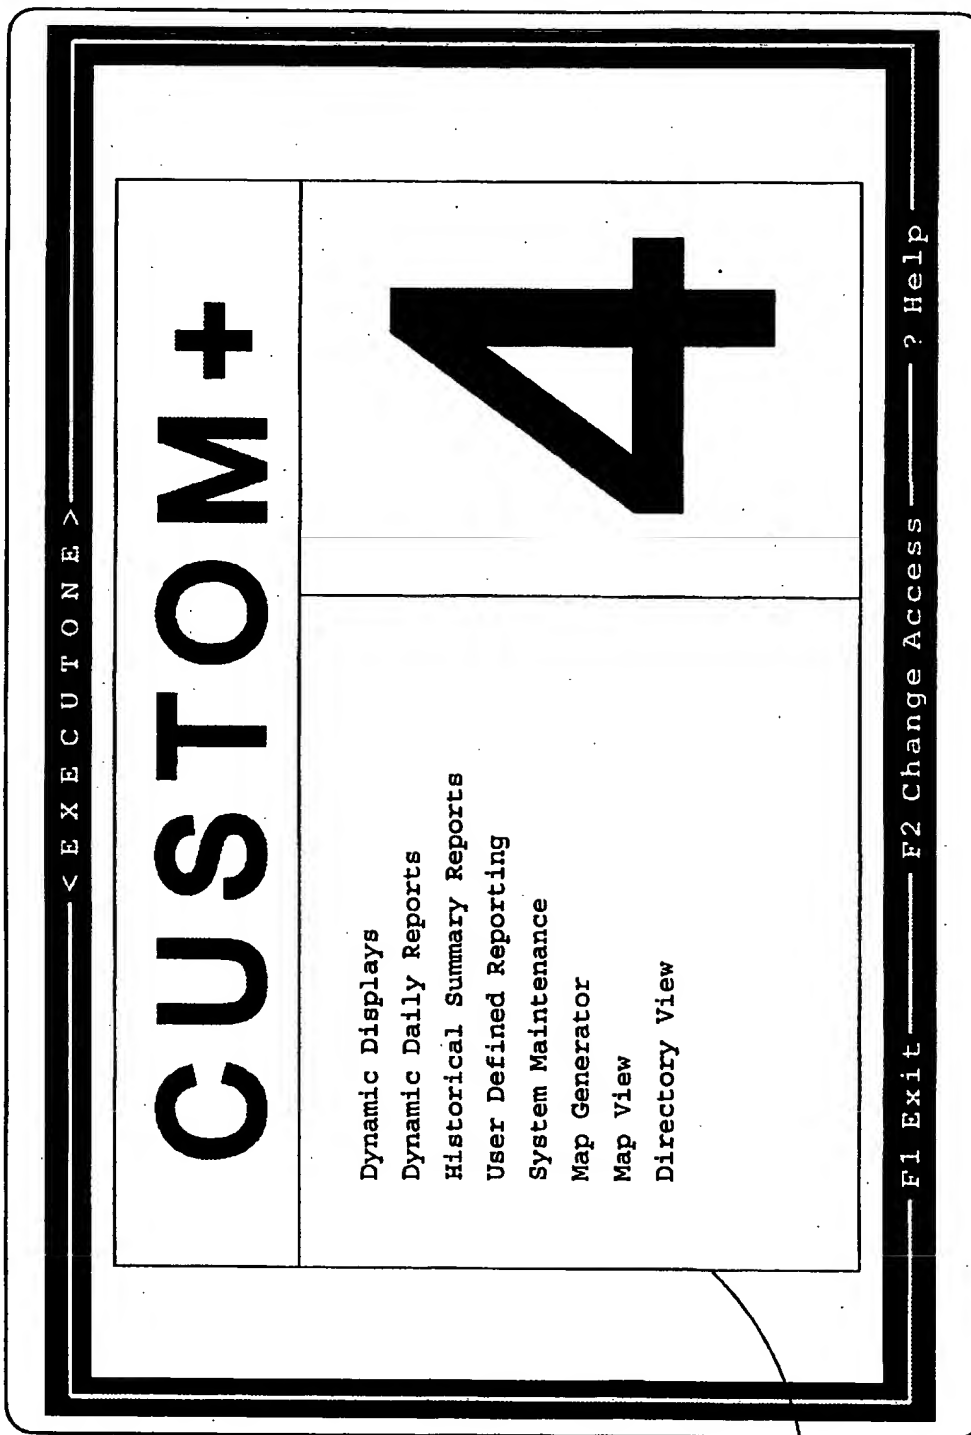 < E X E C U T O N E >
CUSTOM+
Dynamic Displays
Dynamic Daily Reports
Historical Summary Reports
User Defined Reporting
System Maintenance
Map Generator
Map View
Directory View
4
F1 Exit F2 Change Access ? Help